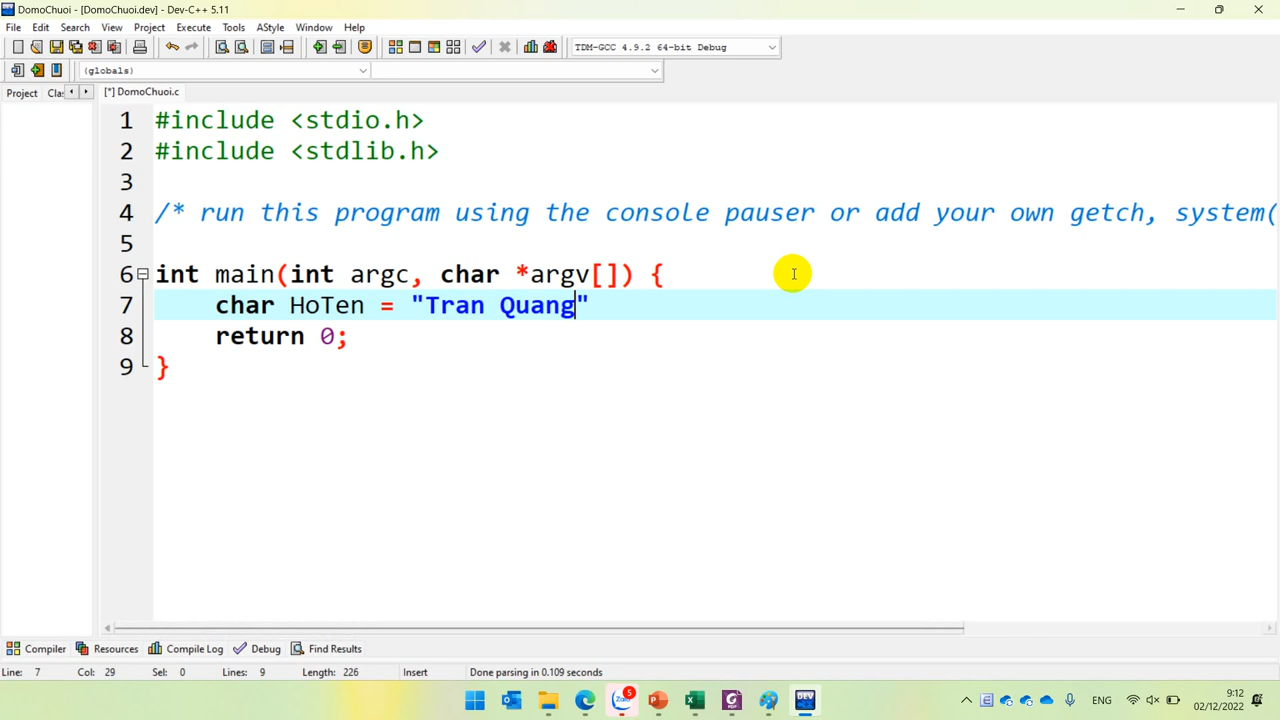 DomoChuoi - [DomoChuoi.dev] - Dev-C++ 5.11
File Edit Search View Project Execute Tools AStyle Window Help
TDM-GCC 4.9.2 64-bit Debug
(globals)
Project Clas [*] DomoChuoi.c
1 #include <stdio.h>
2 #include <stdlib.h>
3
4 /* run this program using the console pauser or add your own getch, system(
5
6 int main(int argc, char *argv[]) {
7 char HoTen = "Tran Quang"
8 return 0;
9 }
Compiler Resources Compile Log Debug Find Results
Line: 7 Col: 29 Sel: 0 Lines: 9 Length: 226 Insert Done parsing in 0.109 seconds
Zalo 5 DEV ENG 9:12
02/12/2022